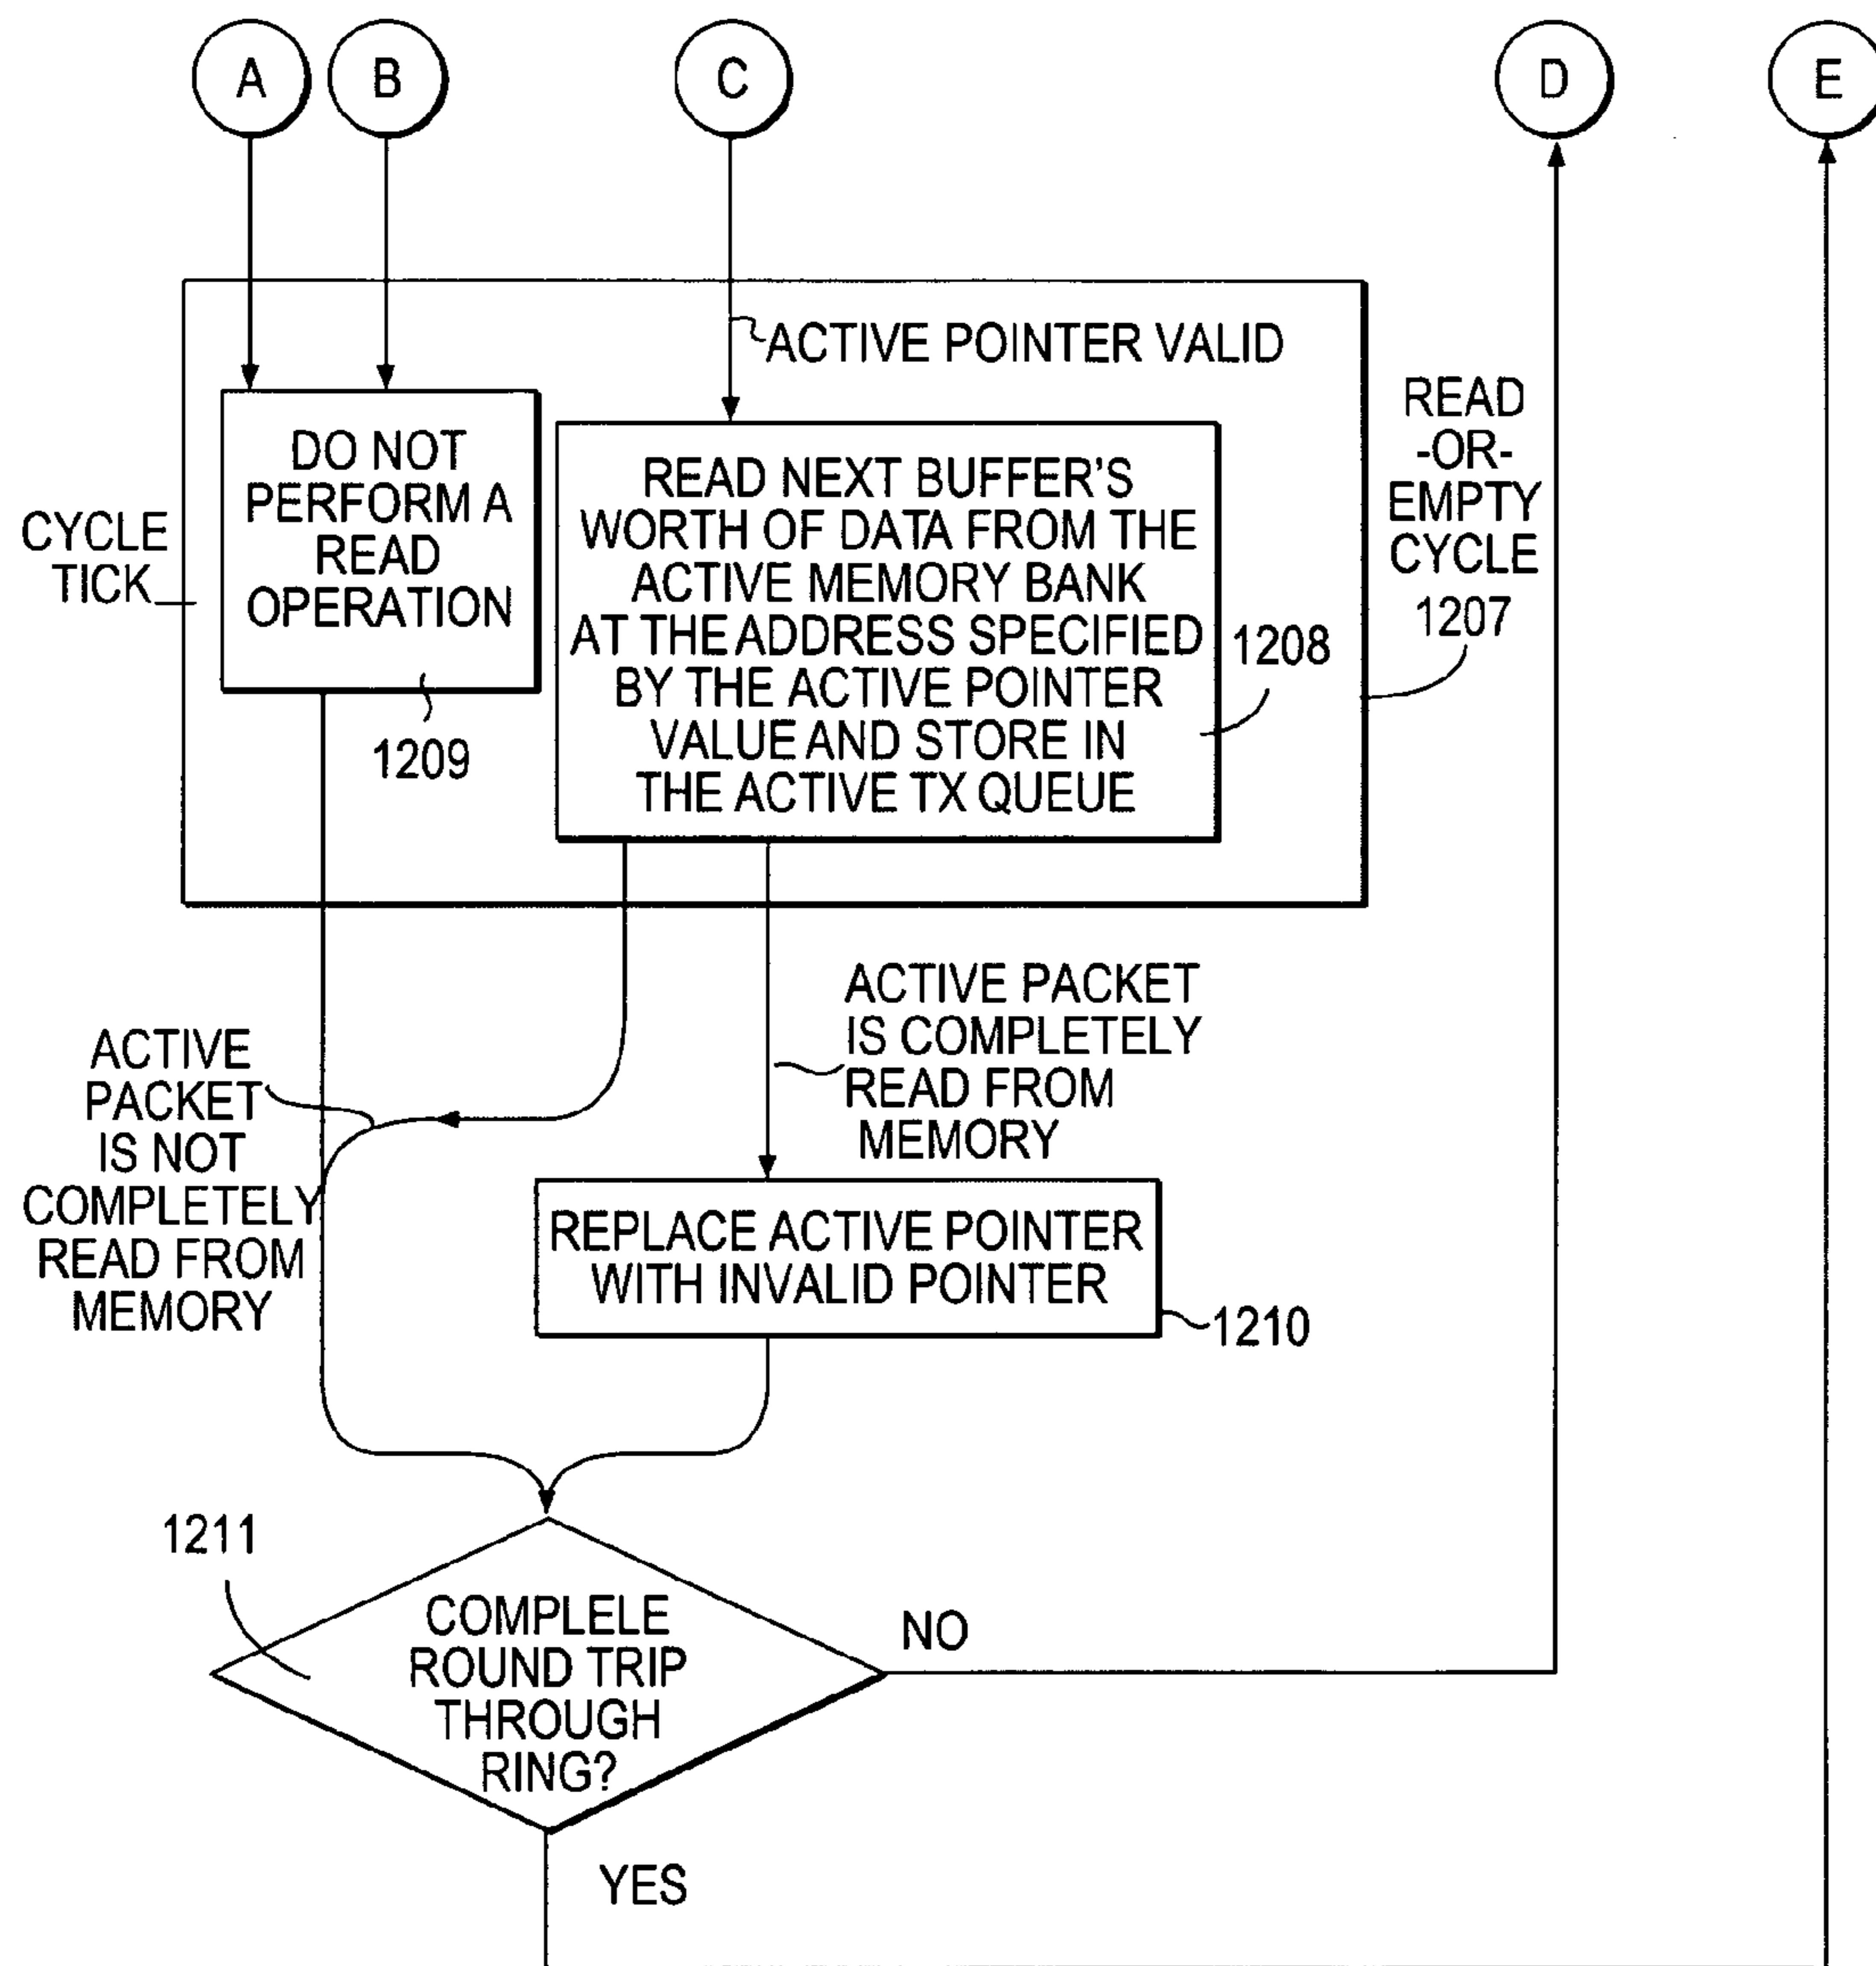 A
B
C
D
E
ACTIVE POINTER VALID
CYCLE
TICK
DO NOT
PERFORM A
READ
OPERATION
1209
READ NEXT BUFFER'S
WORTH OF DATA FROM THE
ACTIVE MEMORY BANK
AT THE ADDRESS SPECIFIED
BY THE ACTIVE POINTER
VALUE AND STORE IN
THE ACTIVE TX QUEUE
1208
READ
-OR-
EMPTY
CYCLE
1207
ACTIVE
PACKET
IS NOT
COMPLETELY
READ FROM
MEMORY
ACTIVE PACKET
IS COMPLETELY
READ FROM
MEMORY
REPLACE ACTIVE POINTER
WITH INVALID POINTER
1210
1211
COMPLELE
ROUND TRIP
THROUGH
RING?
NO
YES